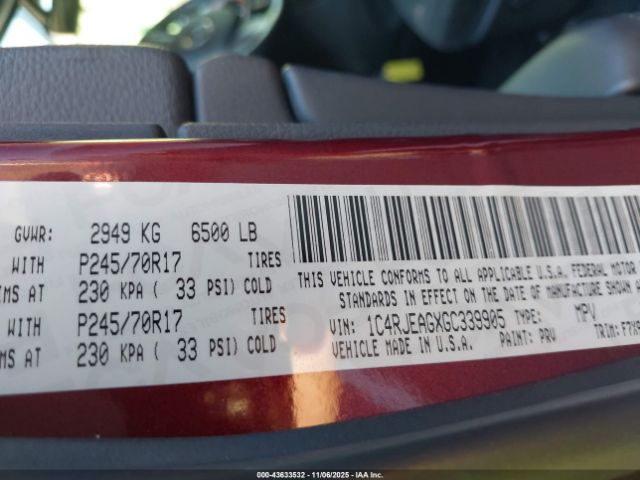 GVWR: 2949 KG 6500 LB
WITH P245/70R17 TIRES
IMS AT 230 KPA ( 33 PSI) COLD
P245/70R17 TIRES
MS AT 230 KPA ( 33 PSI) COLD
THIS VEHICLE CONFORMS TO ALL APPLICABLE U.S.A. FEDERAL MOTOR
STANDARDS IN EFFECT ON THE DATE OF MANUFACTURE SHOWN
VIN: 1C4RJEAGXGC339905 TYPE: MPV
VEHICLE MADE IN U.S.A. PAINT: PRV TRIM:
000-43633532 - 11/06/2025 - IAA Inc.